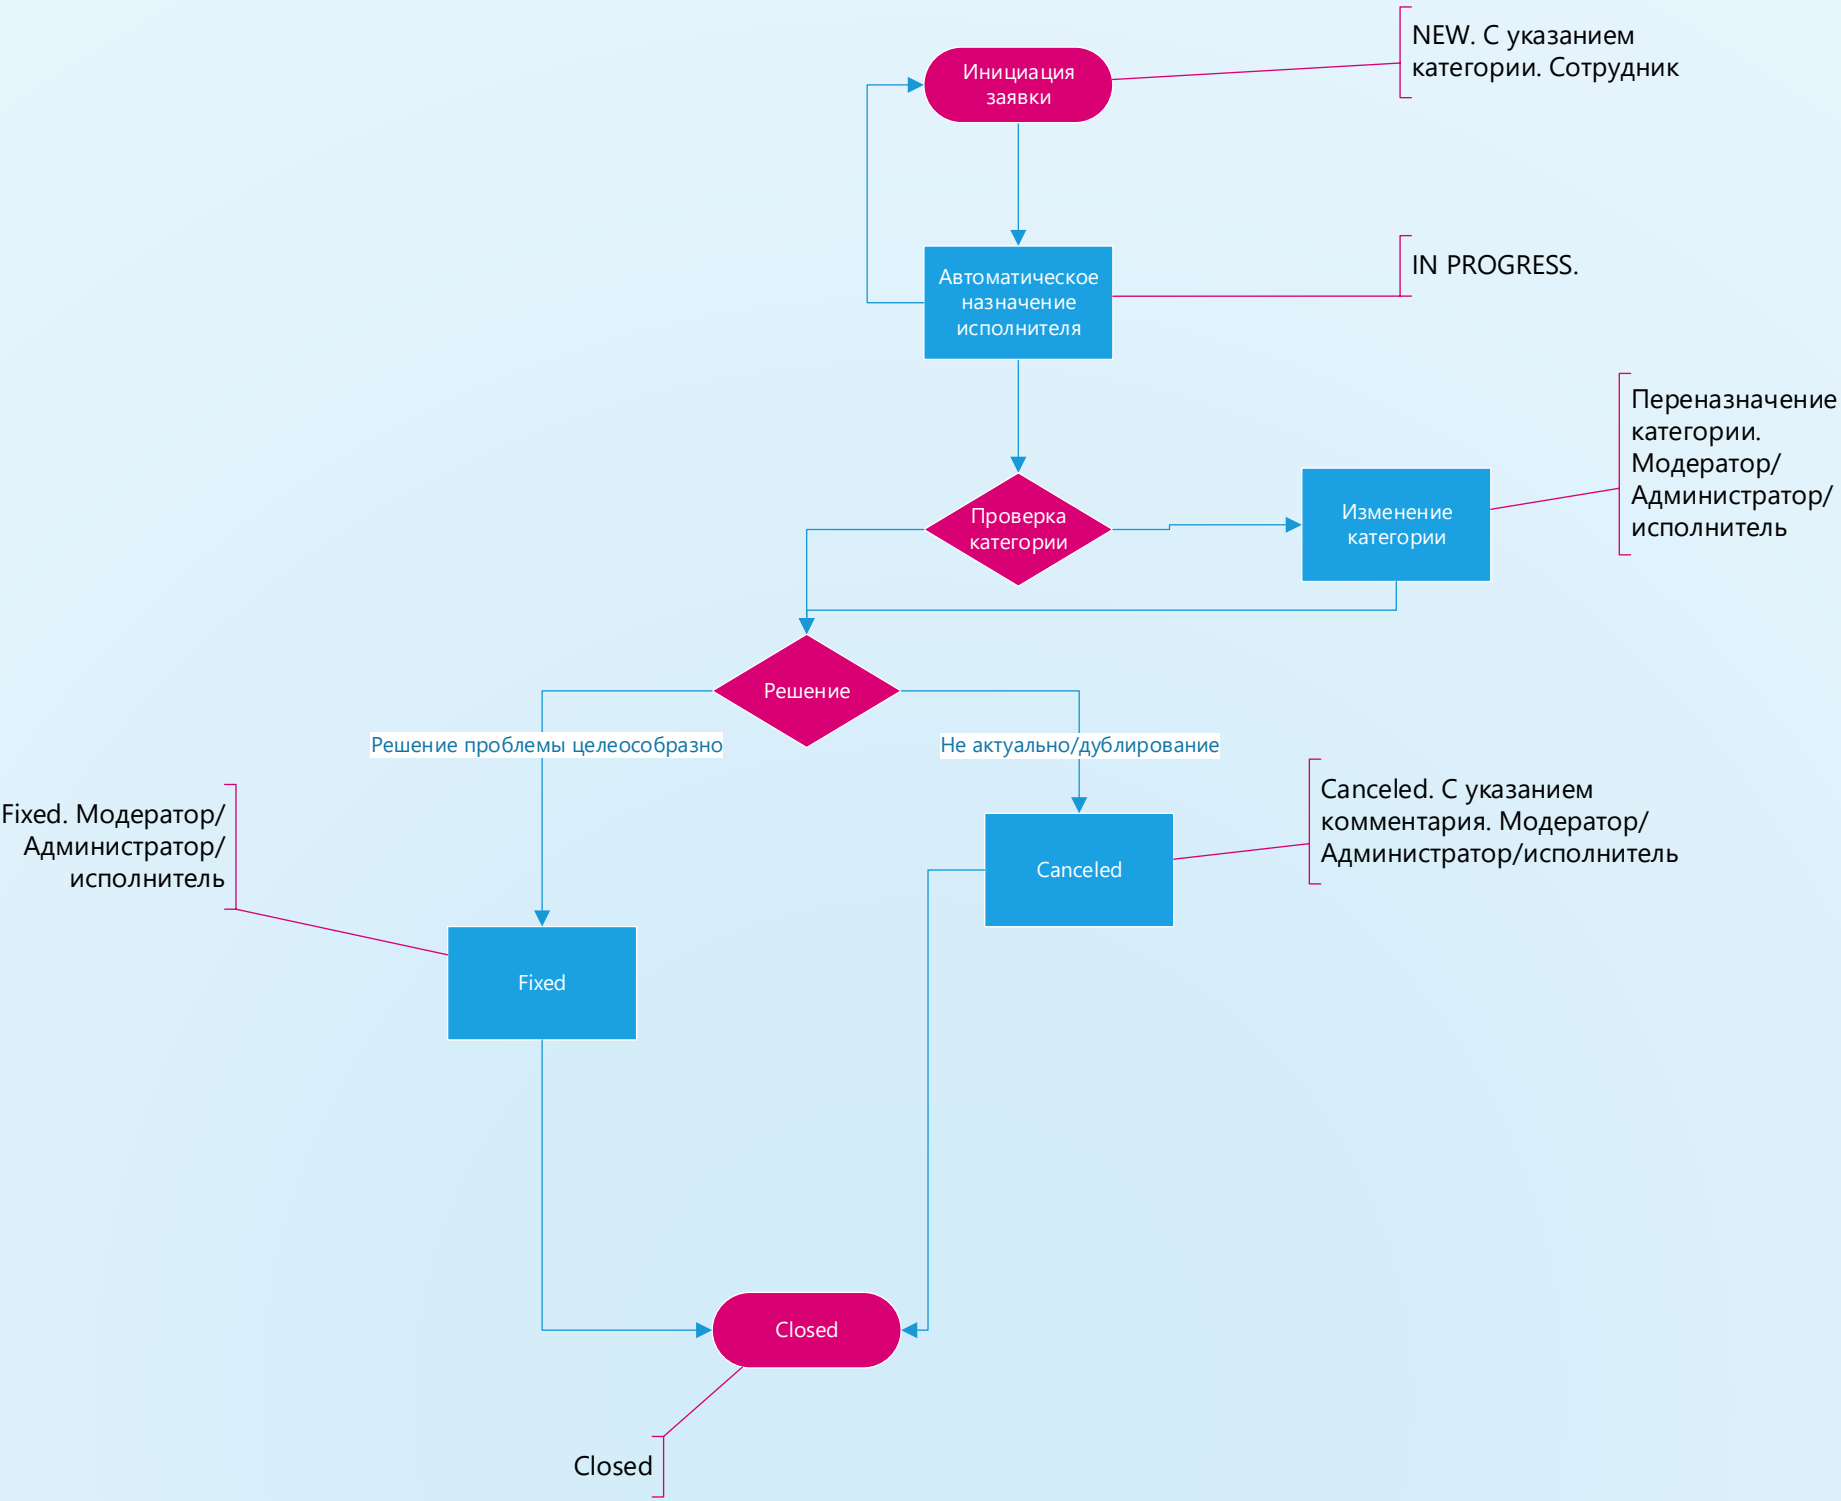 NEW. С указанием
категории. Сотрудник
Инициация
заявки
IN PROGRESS.
Автоматическое
назначение
исполнителя
Переназначение
категории.
Модератор/
Администратор/
исполнитель
Проверка
категории
Изменение
категории
Решение
Решение проблемы целеособразно
Не актуально/дублирование
Canceled. С указанием
комментария. Модератор/
Администратор/исполнитель
Fixed. Модератор/
Администратор/
исполнитель
Canceled
Fixed
Closed
Closed